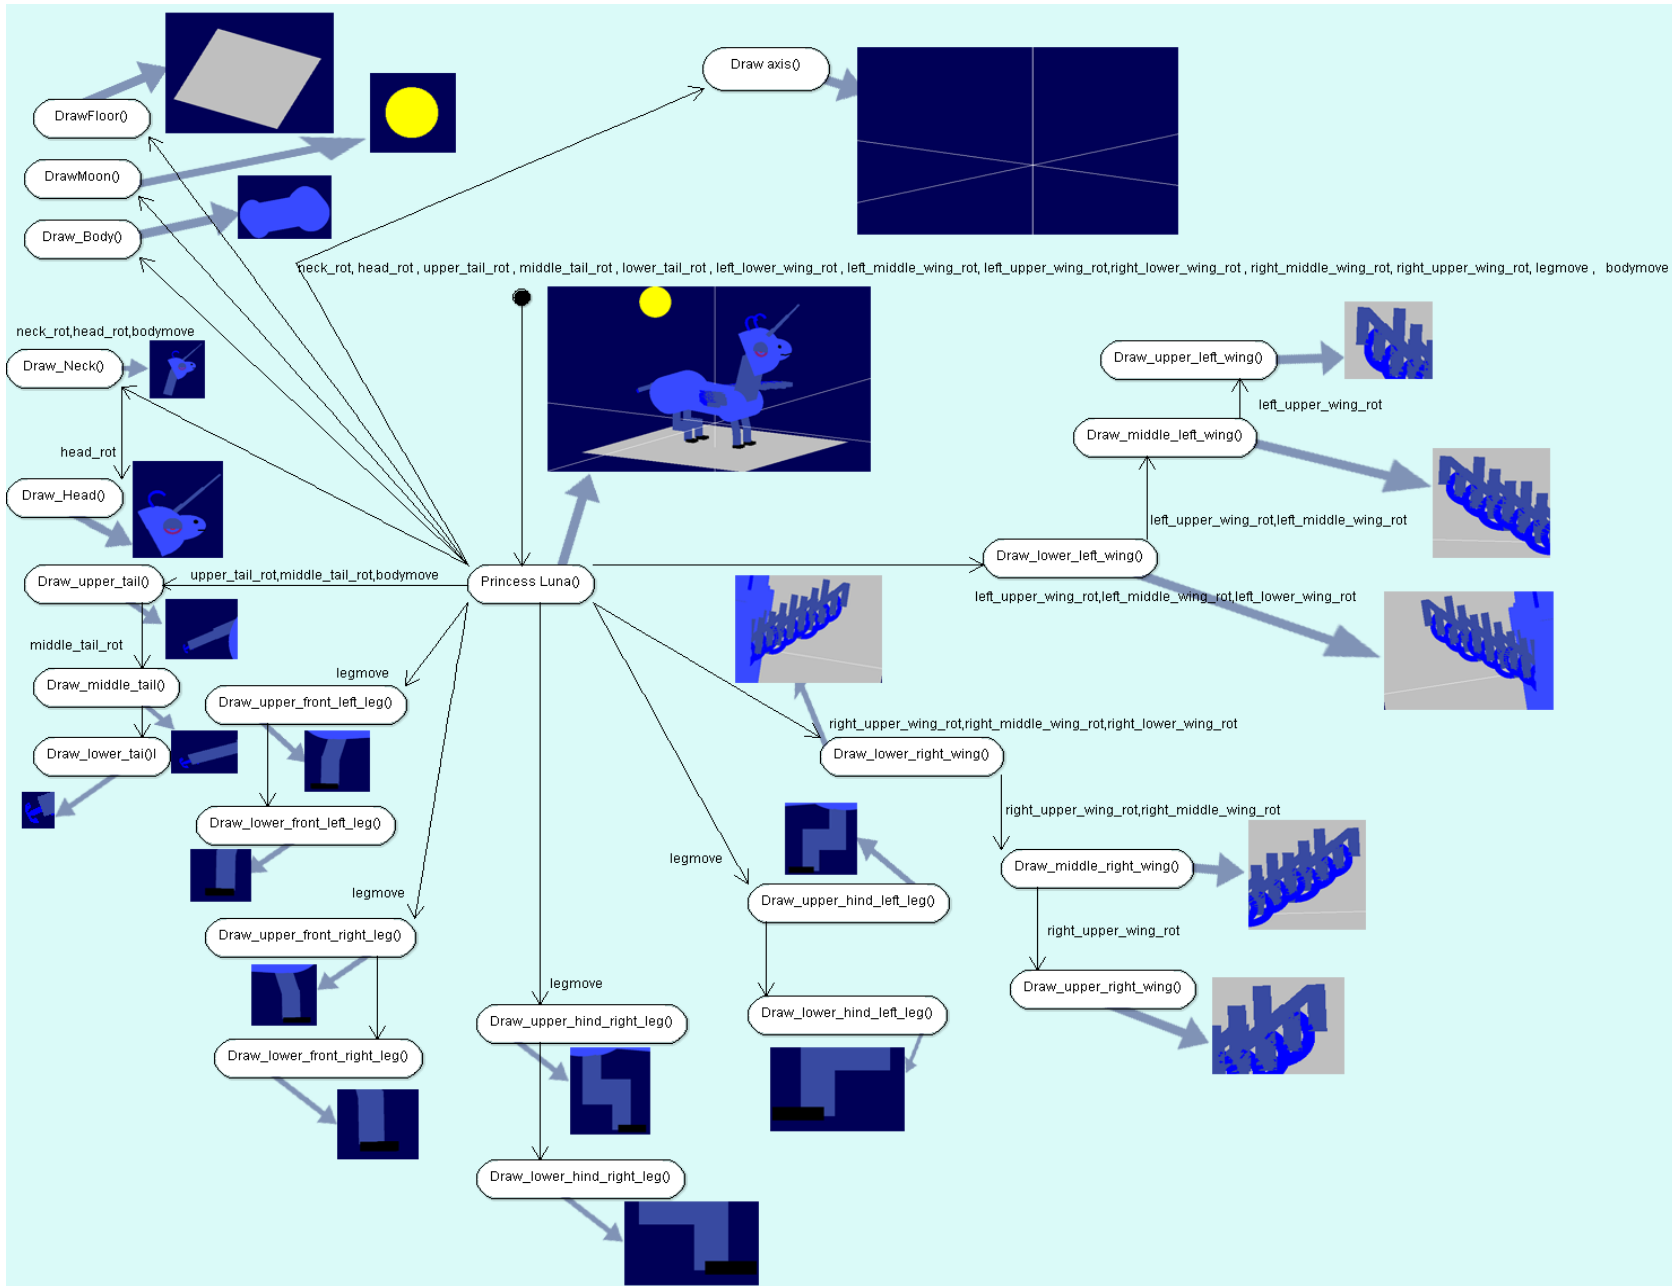 Draw axis()
DrawFloor()
DrawMoon()
Draw_Body()
neck_rot, head_rot , upper_tail_rot , middle_tail_rot , lower_tail_rot , left_lower_wing_rot , left_middle_wing_rot, left_upper_wing_rot,right_lower_wing_rot , right_middle_wing_rot, right_upper_wing_rot, legmove , bodymove
neck_rot,head_rot,bodymove
Draw_Neck()
Draw_upper_left_wing()
left_upper_wing_rot
Draw_middle_left_wing()
head_rot
Draw_Head()
left_upper_wing_rot,left_middle_wing_rot
Draw_lower_left_wing()
Draw_upper_tail()
upper_tail_rot,middle_tail_rot,bodymove
Princess Luna()
left_upper_wing_rot,left_middle_wing_rot,left_lower_wing_rot
middle_tail_rot
legmove
Draw_middle_tail()
Draw_upper_front_left_leg()
right_upper_wing_rot,right_middle_wing_rot,right_lower_wing_rot
Draw_lower_tai()l
Draw_lower_right_wing()
right_upper_wing_rot,right_middle_wing_rot
Draw_lower_front_left_leg()
legmove
Draw_middle_right_wing()
legmove
Draw_upper_hind_left_leg()
Draw_upper_front_right_leg()
right_upper_wing_rot
legmove
Draw_upper_right_wing()
Draw_upper_hind_right_leg()
Draw_lower_hind_left_leg()
Draw_lower_front_right_leg()
Draw_lower_hind_right_leg()